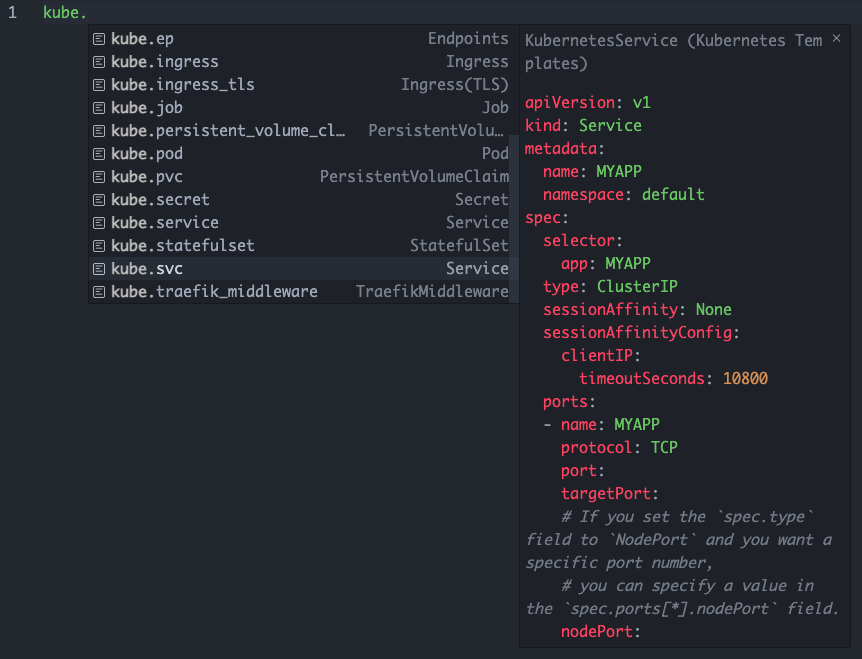 1 kube.
kube.ep Endpoints
kube.ingress Ingress
kube.ingress_tls Ingress(TLS)
kube.job Job
kube.persistent_volume_cl… PersistentVolu…
kube.pod Pod
kube.pvc PersistentVolumeClaim
kube.secret Secret
kube.service Service
kube.statefulset StatefulSet
kube.svc Service
kube.traefik_middleware TraefikMiddleware
KubernetesService (Kubernetes Tem ×
plates)
apiVersion: v1
kind: Service
metadata:
  name: MYAPP
  namespace: default
spec:
  selector:
    app: MYAPP
  type: ClusterIP
  sessionAffinity: None
  sessionAffinityConfig:
    clientIP:
      timeoutSeconds: 10800
  ports:
  - name: MYAPP
    protocol: TCP
    port:
    targetPort:
    # If you set the `spec.type`
field to `NodePort` and you want a
specific port number,
    # you can specify a value in
the `spec.ports[*].nodePort` field.
    nodePort: